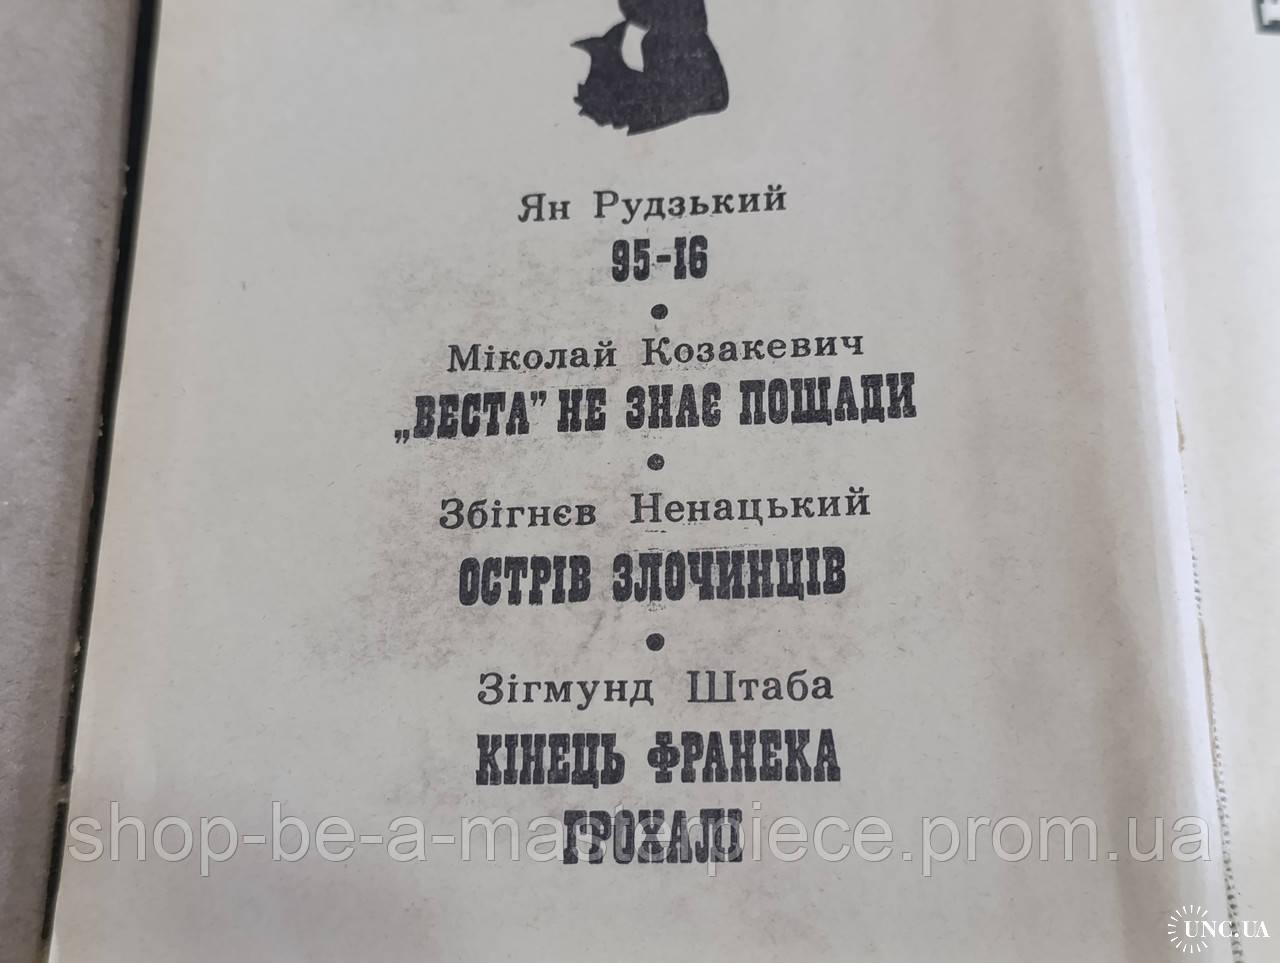 Ян Рудзький
95-16
Міколай Козакевич
„ВЕСТА” НЕ ЗНАЄ ПОЩАДИ
Збігнєв Ненацький
ОСТРІВ ЗЛОЧИНЦІВ
Зігмунд Штаба
КІНЕЦЬ ФРАНЕКА
ГРОХАЛІ
shop-be-a-masterpiece.prom.ua
UNC.UA